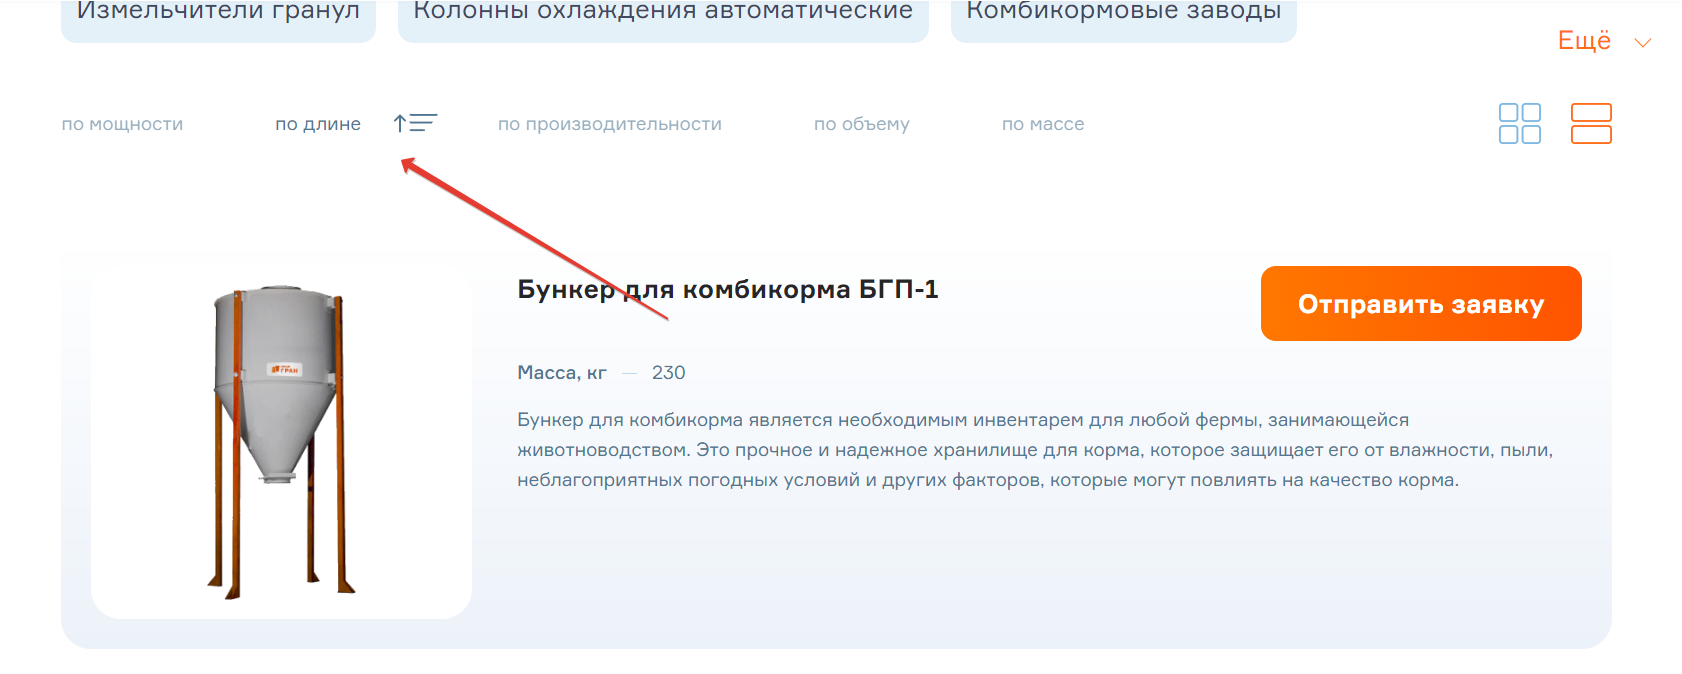 Измельчители гранул
Колонны охлаждения автоматические
Комбикормовые заводы
Ещё
по мощности
по длине
по производительности
по объему
по массе
Бункер для комбикорма БГП-1
Отправить заявку
Масса, кг — 230
Бункер для комбикорма является необходимым инвентарем для любой фермы, занимающейся
животноводством. Это прочное и надежное хранилище для корма, которое защищает его от влажности, пыли,
неблагоприятных погодных условий и других факторов, которые могут повлиять на качество корма.
ГРАН